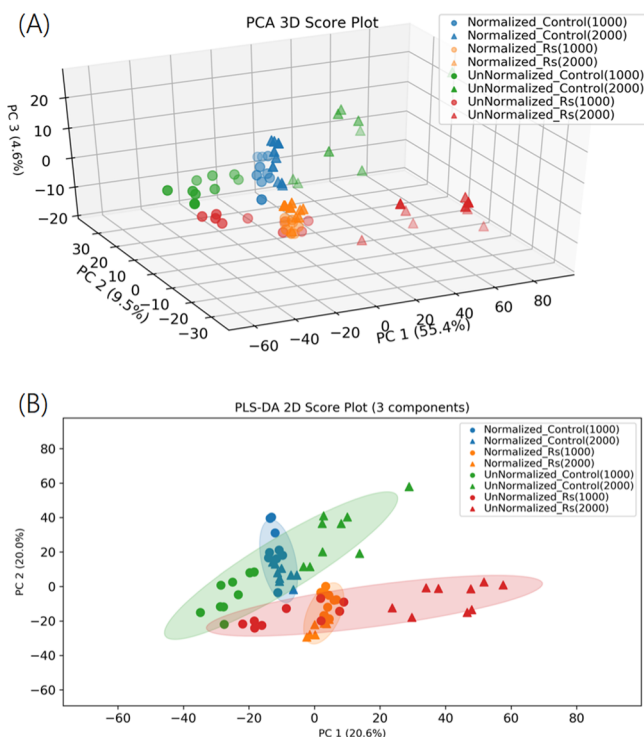 (A)
PCA 3D Score Plot
Normalized_Control(1000)
Normalized_Control(2000)
Normalized_Rs(1000)
Normalized_Rs(2000)
UnNormalized_Control(1000)
UnNormalized_Control(2000)
UnNormalized_Rs(1000)
UnNormalized_Rs(2000)
PC 3 (4.6%)
20
10
0
−10
−20
30
20
10
0
−10
−20
−30
PC 2 (9.5%)
−60
−40
−20
0
20
40
60
80
PC 1 (55.4%)
(B)
PLS-DA 2D Score Plot (3 components)
Normalized_Control(1000)
Normalized_Control(2000)
Normalized_Rs(1000)
Normalized_Rs(2000)
UnNormalized_Control(1000)
UnNormalized_Control(2000)
UnNormalized_Rs(1000)
UnNormalized_Rs(2000)
PC 2 (20.0%)
80
60
40
20
0
−20
−40
−60
−60
−40
−20
0
20
40
60
80
PC 1 (20.6%)